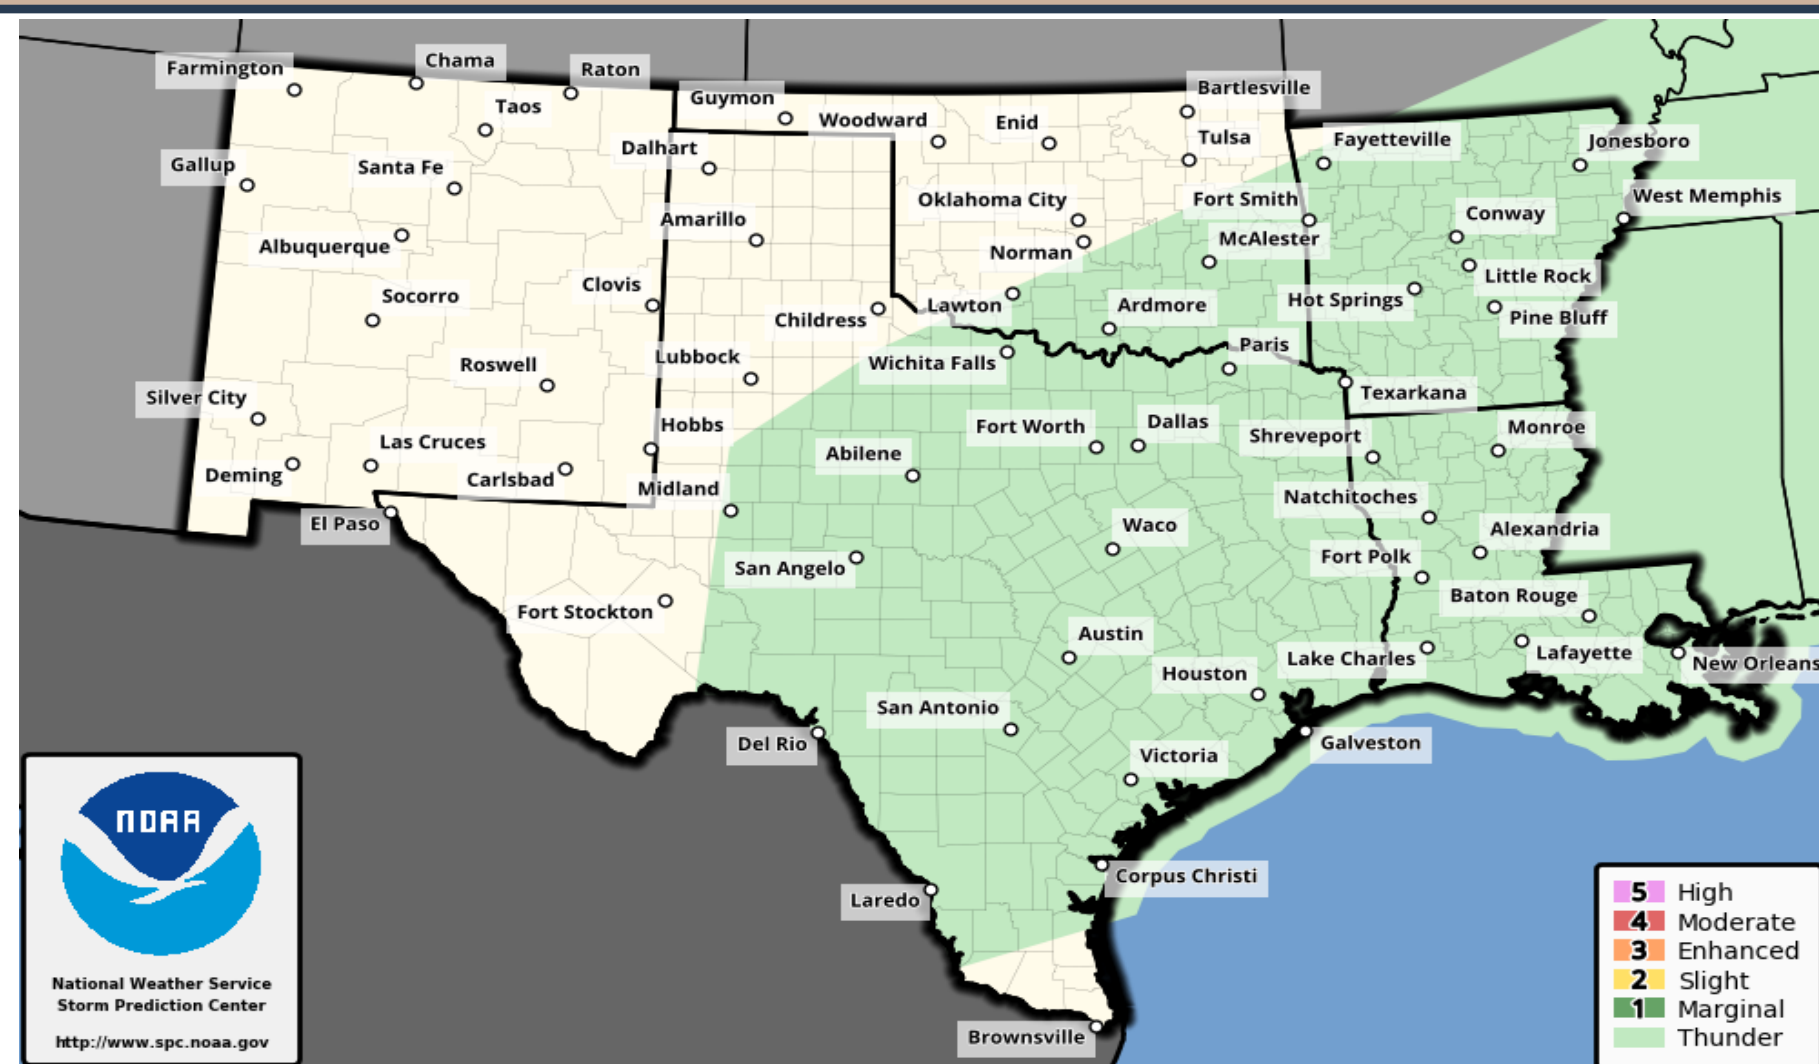 Farmington
Chama
Raton
Guymon
Bartlesville
Taos
Woodward
Enid
Tulsa
Fayetteville
Jonesboro
Dalhart
Gallup
Santa Fe
Oklahoma City
Fort Smith
West Memphis
Conway
Amarillo
Albuquerque
Norman
McAlester
Little Rock
Clovis
Socorro
Childress
Lawton
Ardmore
Hot Springs
Pine Bluff
Roswell
Lubbock
Wichita Falls
Paris
Silver City
Texarkana
Hobbs
Las Cruces
Fort Worth
Dallas
Shreveport
Monroe
Abilene
Deming
Carlsbad
Midland
Natchitoches
El Paso
Waco
Alexandria
San Angelo
Fort Polk
Fort Stockton
Baton Rouge
Austin
Lake Charles
Lafayette
New Orleans
Houston
San Antonio
Del Rio
Galveston
Victoria
Corpus Christi
Laredo
Brownsville
NOAA
National Weather Service
Storm Prediction Center
http://www.spc.noaa.gov
5 High
4 Moderate
3 Enhanced
2 Slight
1 Marginal
Thunder